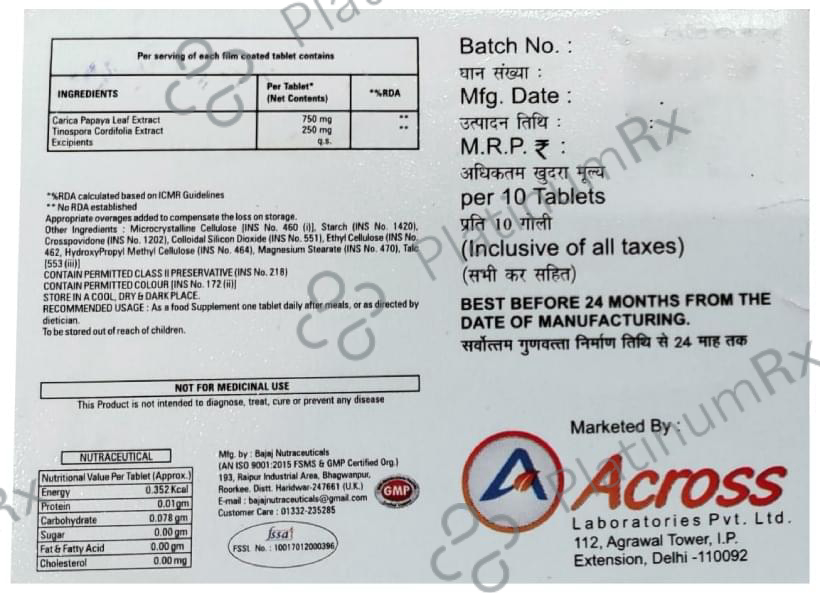 Per serving of each film coated tablet contains
INGREDIENTS
Per Tablet*
(Net Contents)
*%RDA
Carica Papaya Leaf Extract 750 mg **
Tinospora Cordifolia Extract 250 mg **
Excipients q.s.
*%RDA calculated based on ICMR Guidelines
** No RDA established
Appropriate overages added to compensate the loss on storage.
Other Ingredients : Microcrystalline Cellulose [INS No. 460 (i)], Starch (INS No. 1420),
Crosspovidone (INS No. 1202), Colloidal Silicon Dioxide (INS No. 551), Ethyl Cellulose (INS No.
462, HydroxyPropyl Methyl Cellulose (INS No. 464), Magnesium Stearate (INS No. 470), Talc
[553 (iii)]
CONTAIN PERMITTED CLASS II PRESERVATIVE (INS No. 218)
CONTAIN PERMITTED COLOUR [INS No. 172 (ii)]
STORE IN A COOL, DRY & DARK PLACE.
RECOMMENDED USAGE : As a food Supplement one tablet daily after meals, or as directed by
dietician.
To be stored out of reach of children.
NOT FOR MEDICINAL USE
This Product is not intended to diagnose, treat, cure or prevent any disease
NUTRACEUTICAL
Nutritional Value Per Tablet (Approx.)
Energy 0.352 Kcal
Protein 0.01gm
Carbohydrate 0.078 gm
Sugar 0.00 gm
Fat & Fatty Acid 0.00 gm
Cholesterol 0.00 mg
Mfg. by : Bajaj Nutraceuticals
(AN ISO 9001:2015 FSMS & GMP Certified Org.)
193, Raipur Industrial Area, Bhagwanpur,
Roorkee. Distt. Haridwar-247661 (U.K.)
E-mail : bajajnutraceuticals@gmail.com
Customer Care : 01332-235285
GMP
fssai
FSSL No. : 10017012000396
Batch No. :
घान संख्या :
Mfg. Date :
उत्पादन तिथि :
:
M.R.P. ₹ :
अधिकतम खुदरा मूल्य
per 10 Tablets
प्रति 10 गोली
(Inclusive of all taxes)
(सभी कर सहित)
BEST BEFORE 24 MONTHS FROM THE
DATE OF MANUFACTURING.
सर्वोत्तम गुणवत्ता निर्माण तिथि से 24 माह तक
Marketed By :
Across
Laboratories Pvt. Ltd.
112, Agrawal Tower, I.P.
Extension, Delhi -110092
PlatinumRx
PlatinumRx
PlatinumRx
Rx